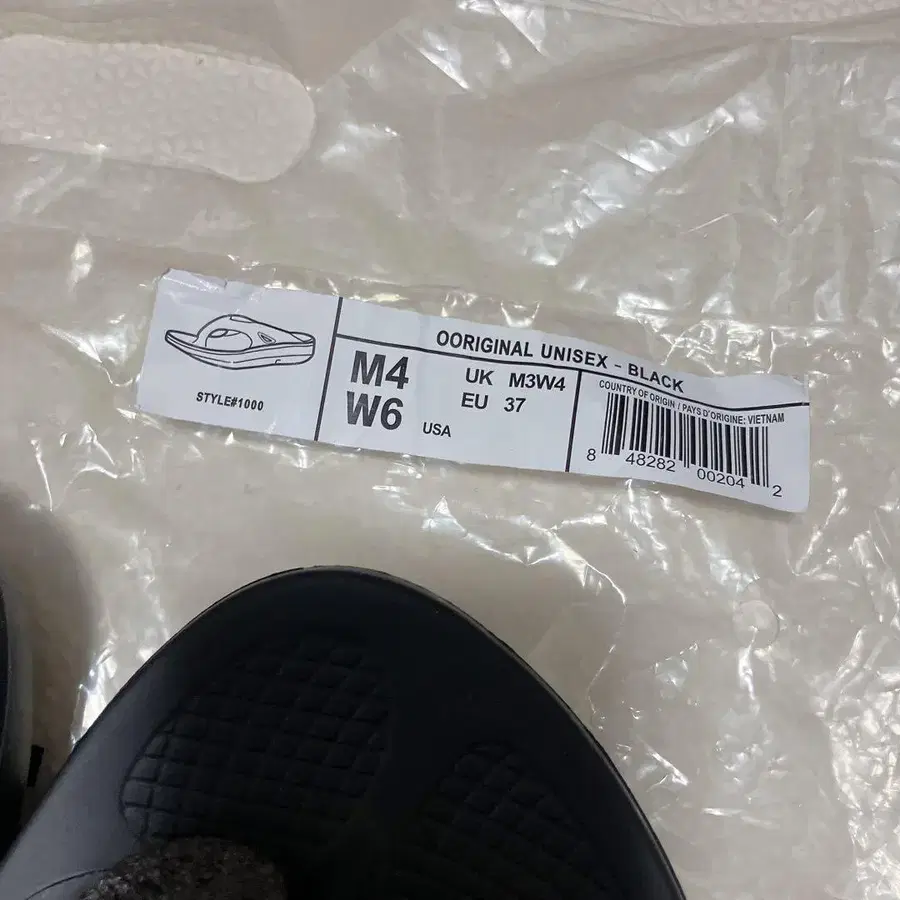 STYLE#1000
OORIGINAL UNISEX - BLACK
M4
W6
USA
UK M3W4
EU 37
COUNTRY OF ORIGIN / PAYS D'ORIGINE: VIETNAM
8 48282 00204 2